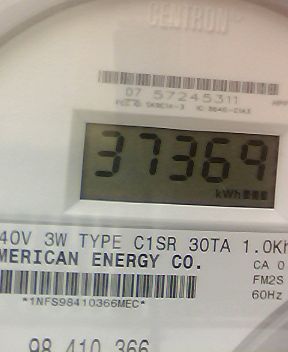 CENTRON
07 57245311
37369
kWh
40V 3W TYPE C1SR 30TA 1.0Kh
MERICAN ENERGY CO.
CA 0
FM2S
60Hz
*1NFS98410366MEC*
98 410 366